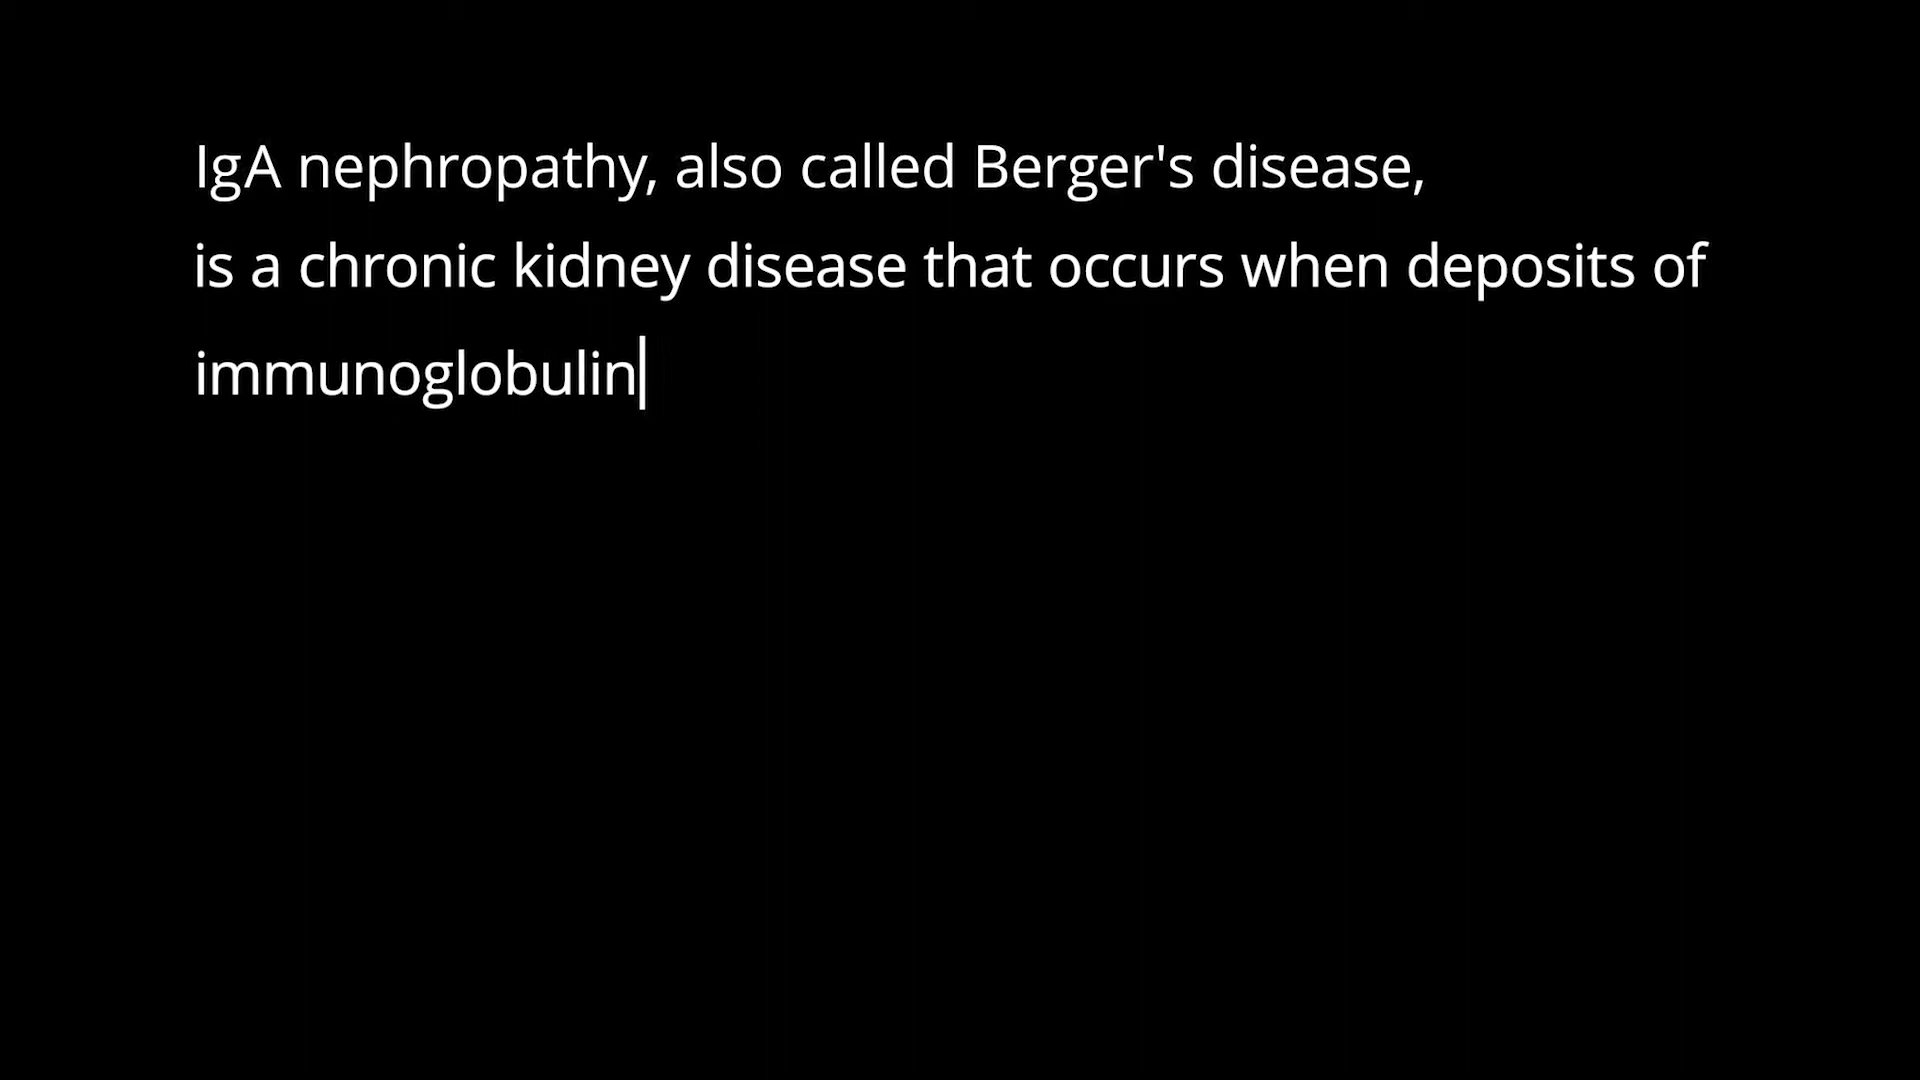 IgA nephropathy, also called Berger's disease,
is a chronic kidney disease that occurs when deposits of
immunoglobulin